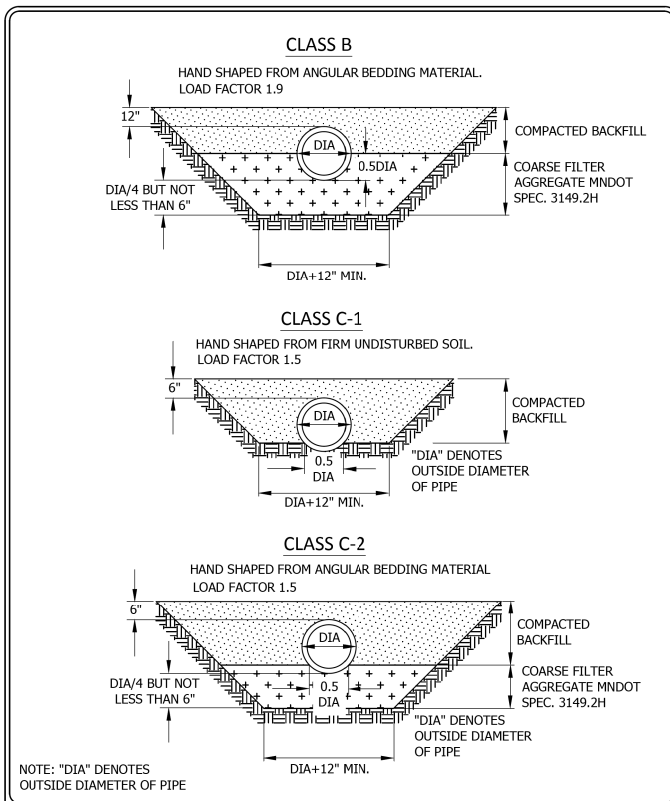 CLASS B
HAND SHAPED FROM ANGULAR BEDDING MATERIAL.
LOAD FACTOR 1.9
12"
DIA
0.5DIA
COMPACTED BACKFILL
COARSE FILTER
AGGREGATE MNDOT
SPEC. 3149.2H
DIA/4 BUT NOT
LESS THAN 6"
DIA+12" MIN.
CLASS C-1
HAND SHAPED FROM FIRM UNDISTURBED SOIL.
LOAD FACTOR 1.5
6"
DIA
COMPACTED
BACKFILL
0.5
DIA
"DIA" DENOTES
OUTSIDE DIAMETER
OF PIPE
DIA+12" MIN.
CLASS C-2
HAND SHAPED FROM ANGULAR BEDDING MATERIAL
LOAD FACTOR 1.5
6"
DIA
COMPACTED
BACKFILL
DIA/4 BUT NOT
LESS THAN 6"
0.5
DIA
COARSE FILTER
AGGREGATE MNDOT
SPEC. 3149.2H
"DIA" DENOTES
OUTSIDE DIAMETER
OF PIPE
DIA+12" MIN.
NOTE: "DIA" DENOTES
OUTSIDE DIAMETER OF PIPE